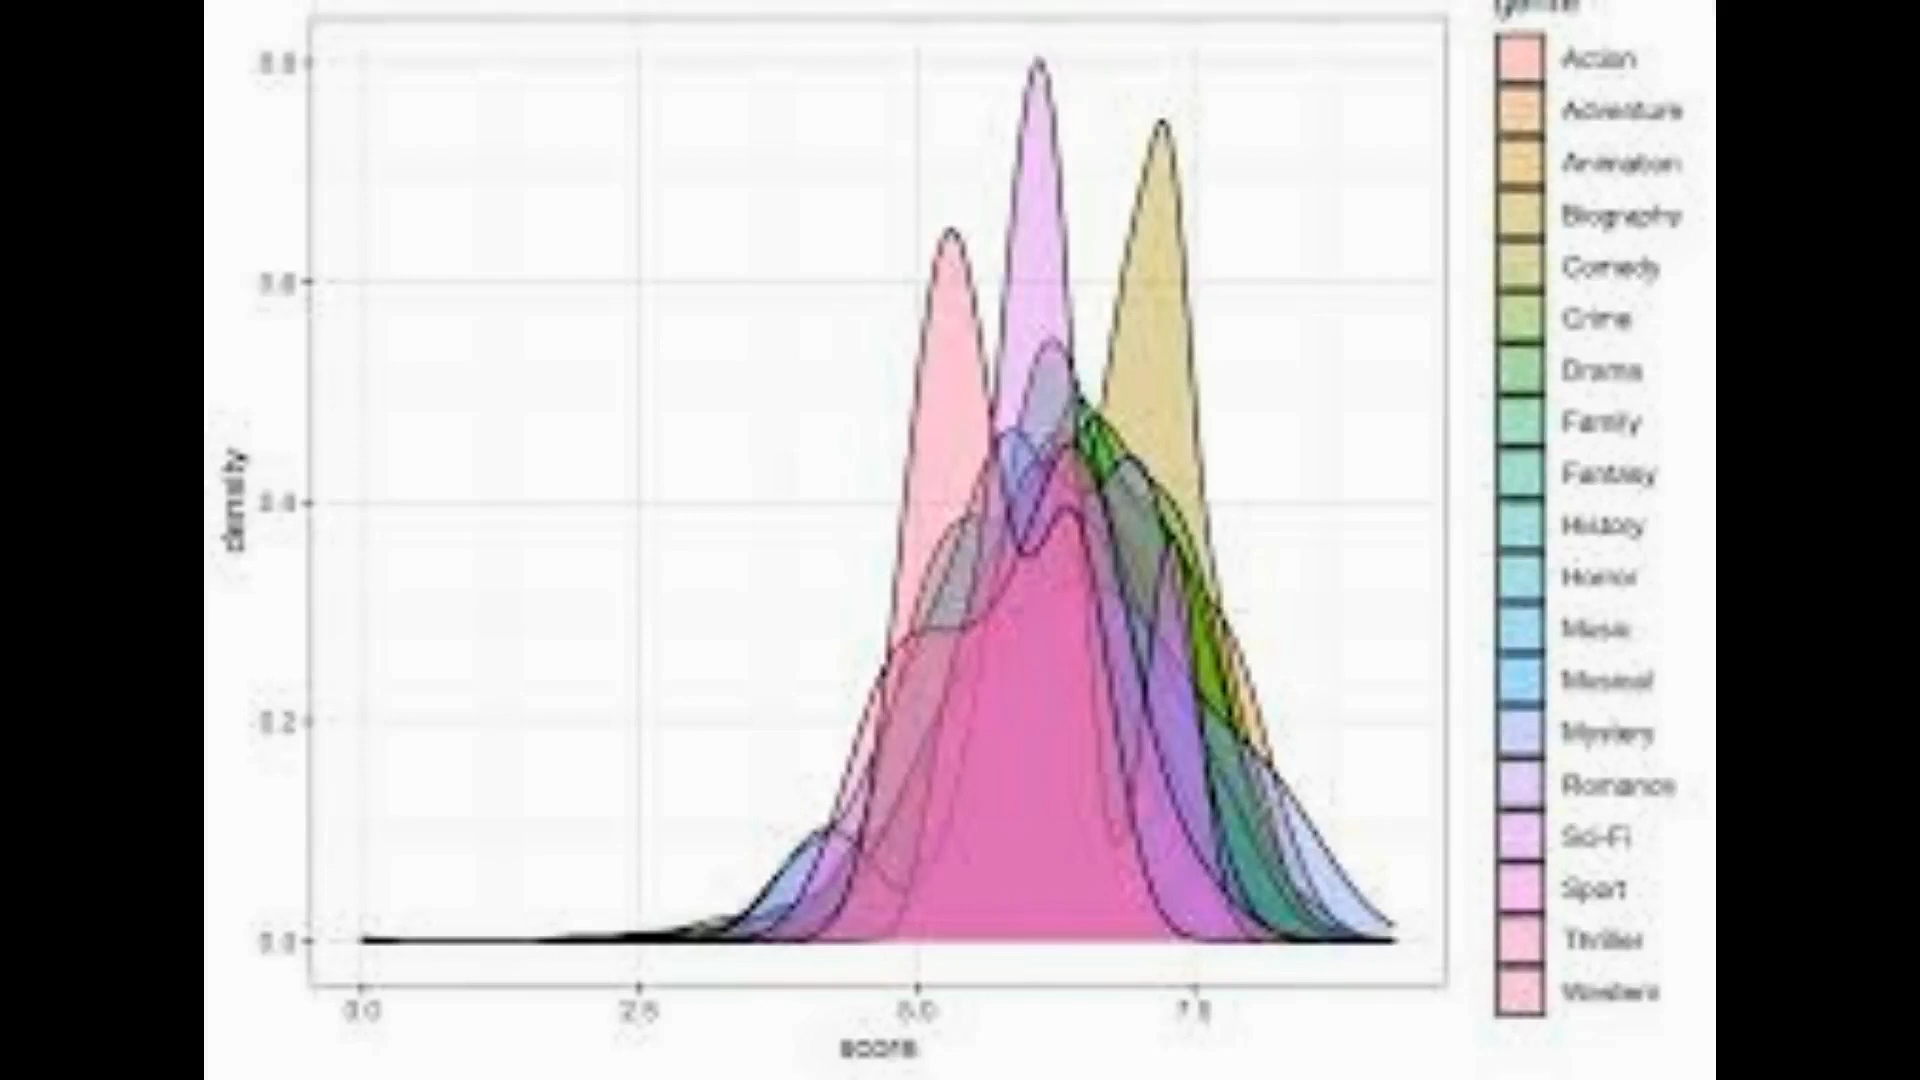 genre
Action
Adventure
Animation
Biography
Comedy
Crime
Drama
Family
Fantasy
History
Horror
Music
Musical
Mystery
Romance
Sci-Fi
Sport
Thriller
Western
density
0.8
0.6
0.4
0.2
0.0
0.0
2.5
5.0
7.5
score